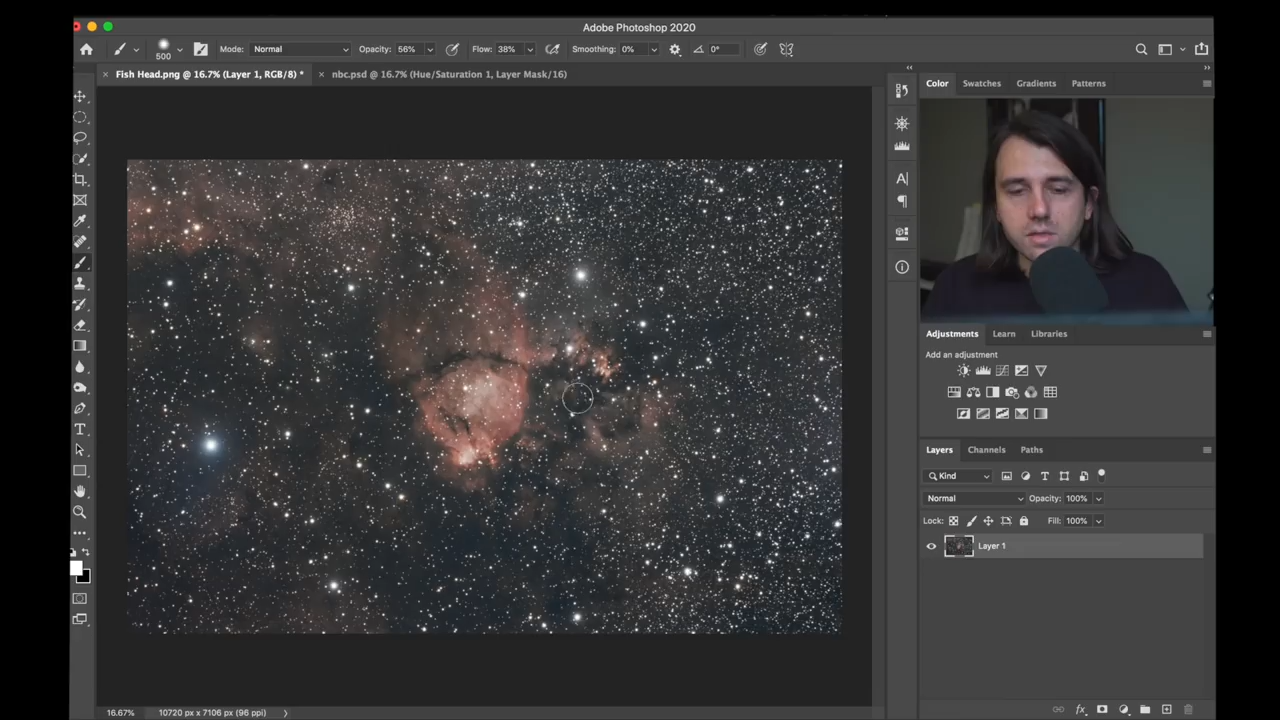 Adobe Photoshop 2020
500
Mode: Normal Opacity: 56% Flow: 38% Smoothing: 0% 0°
Fish Head.png @ 16.7% (Layer 1, RGB/8) *
nbc.psd @ 16.7% (Hue/Saturation 1, Layer Mask/16)
Color Swatches Gradients Patterns
Adjustments Learn Libraries
Add an adjustment
Layers Channels Paths
Kind
Normal Opacity: 100%
Lock: Fill: 100%
Layer 1
16.67% 10720 px x 7106 px (96 ppi)